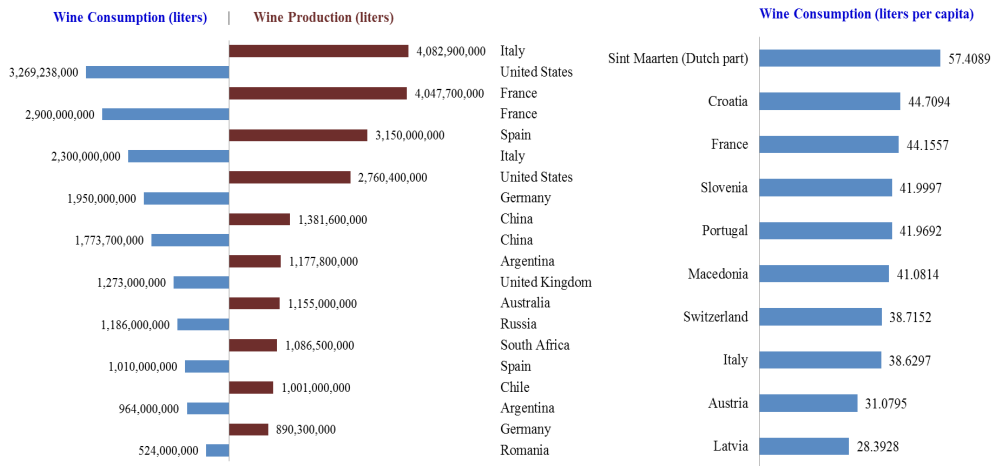 Wine Consumption (liters) | Wine Production (liters)
4,082,900,000 Italy
3,269,238,000 United States
4,047,700,000 France
2,900,000,000 France
3,150,000,000 Spain
2,300,000,000 Italy
2,760,400,000 United States
1,950,000,000 Germany
1,381,600,000 China
1,773,700,000 China
1,177,800,000 Argentina
1,273,000,000 United Kingdom
1,155,000,000 Australia
1,186,000,000 Russia
1,086,500,000 South Africa
1,010,000,000 Spain
1,001,000,000 Chile
964,000,000 Argentina
890,300,000 Germany
524,000,000 Romania
Wine Consumption (liters per capita)
Sint Maarten (Dutch part) 57.4089
Croatia 44.7094
France 44.1557
Slovenia 41.9997
Portugal 41.9692
Macedonia 41.0814
Switzerland 38.7152
Italy 38.6297
Austria 31.0795
Latvia 28.3928